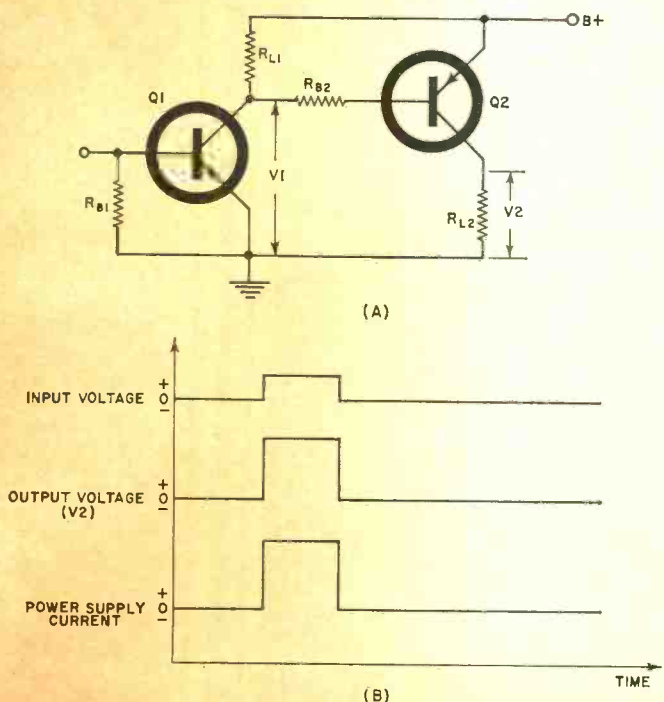 B+
RL1
RB2
Q1
Q2
V1
RB1
RL2
V2
(A)
INPUT VOLTAGE + 0 -
OUTPUT VOLTAGE + 0 -
(V2)
POWER SUPPLY + 0 -
CURRENT
TIME
(B)